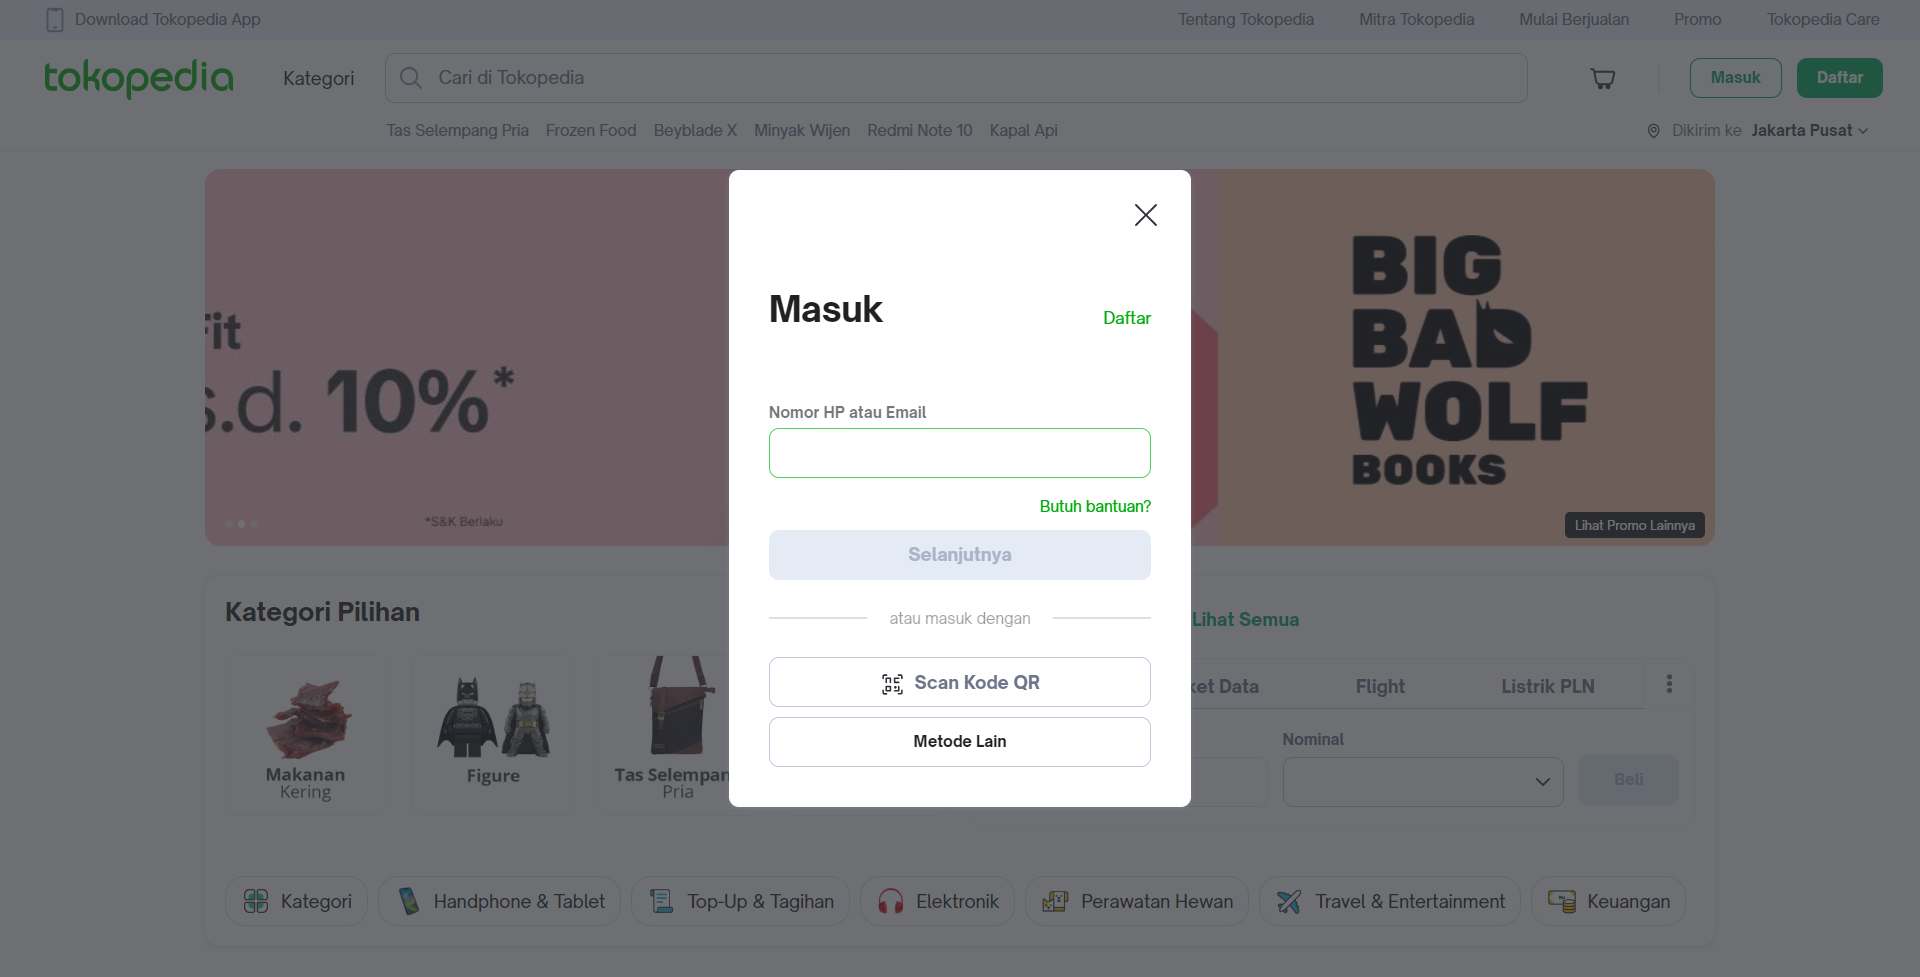 Download Tokopedia App
Tentang Tokopedia
Mitra Tokopedia
Mulai Berjualan
Promo
Tokopedia Care
tokopedia
Kategori
Cari di Tokopedia
Masuk
Daftar
Tas Selempang Pria
Frozen Food
Beyblade X
Minyak Wijen
Redmi Note 10
Kapal Api
Dikirim ke Jakarta Pusat
s.d. 10%*
*S&K Berlaku
BIG
BAD
WOLF
BOOKS
Lihat Promo Lainnya
Masuk
Daftar
Nomor HP atau Email
Butuh bantuan?
Selanjutnya
atau masuk dengan
Scan Kode QR
Metode Lain
Kategori Pilihan
Lihat Semua
Makanan
Kering
Figure
Tas Selempan
Pria
ket Data
Flight
Listrik PLN
Nominal
Beli
Kategori
Handphone & Tablet
Top-Up & Tagihan
Elektronik
Perawatan Hewan
Travel & Entertainment
Keuangan